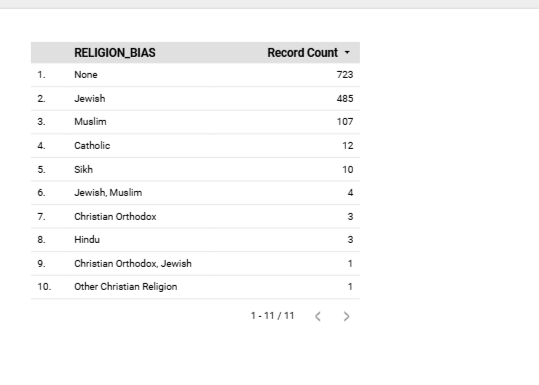 RELIGION_BIAS Record Count
1. None 723
2. Jewish 485
3. Muslim 107
4. Catholic 12
5. Sikh 10
6. Jewish, Muslim 4
7. Christian Orthodox 3
8. Hindu 3
9. Christian Orthodox, Jewish 1
10. Other Christian Religion 1
1 - 11 / 11